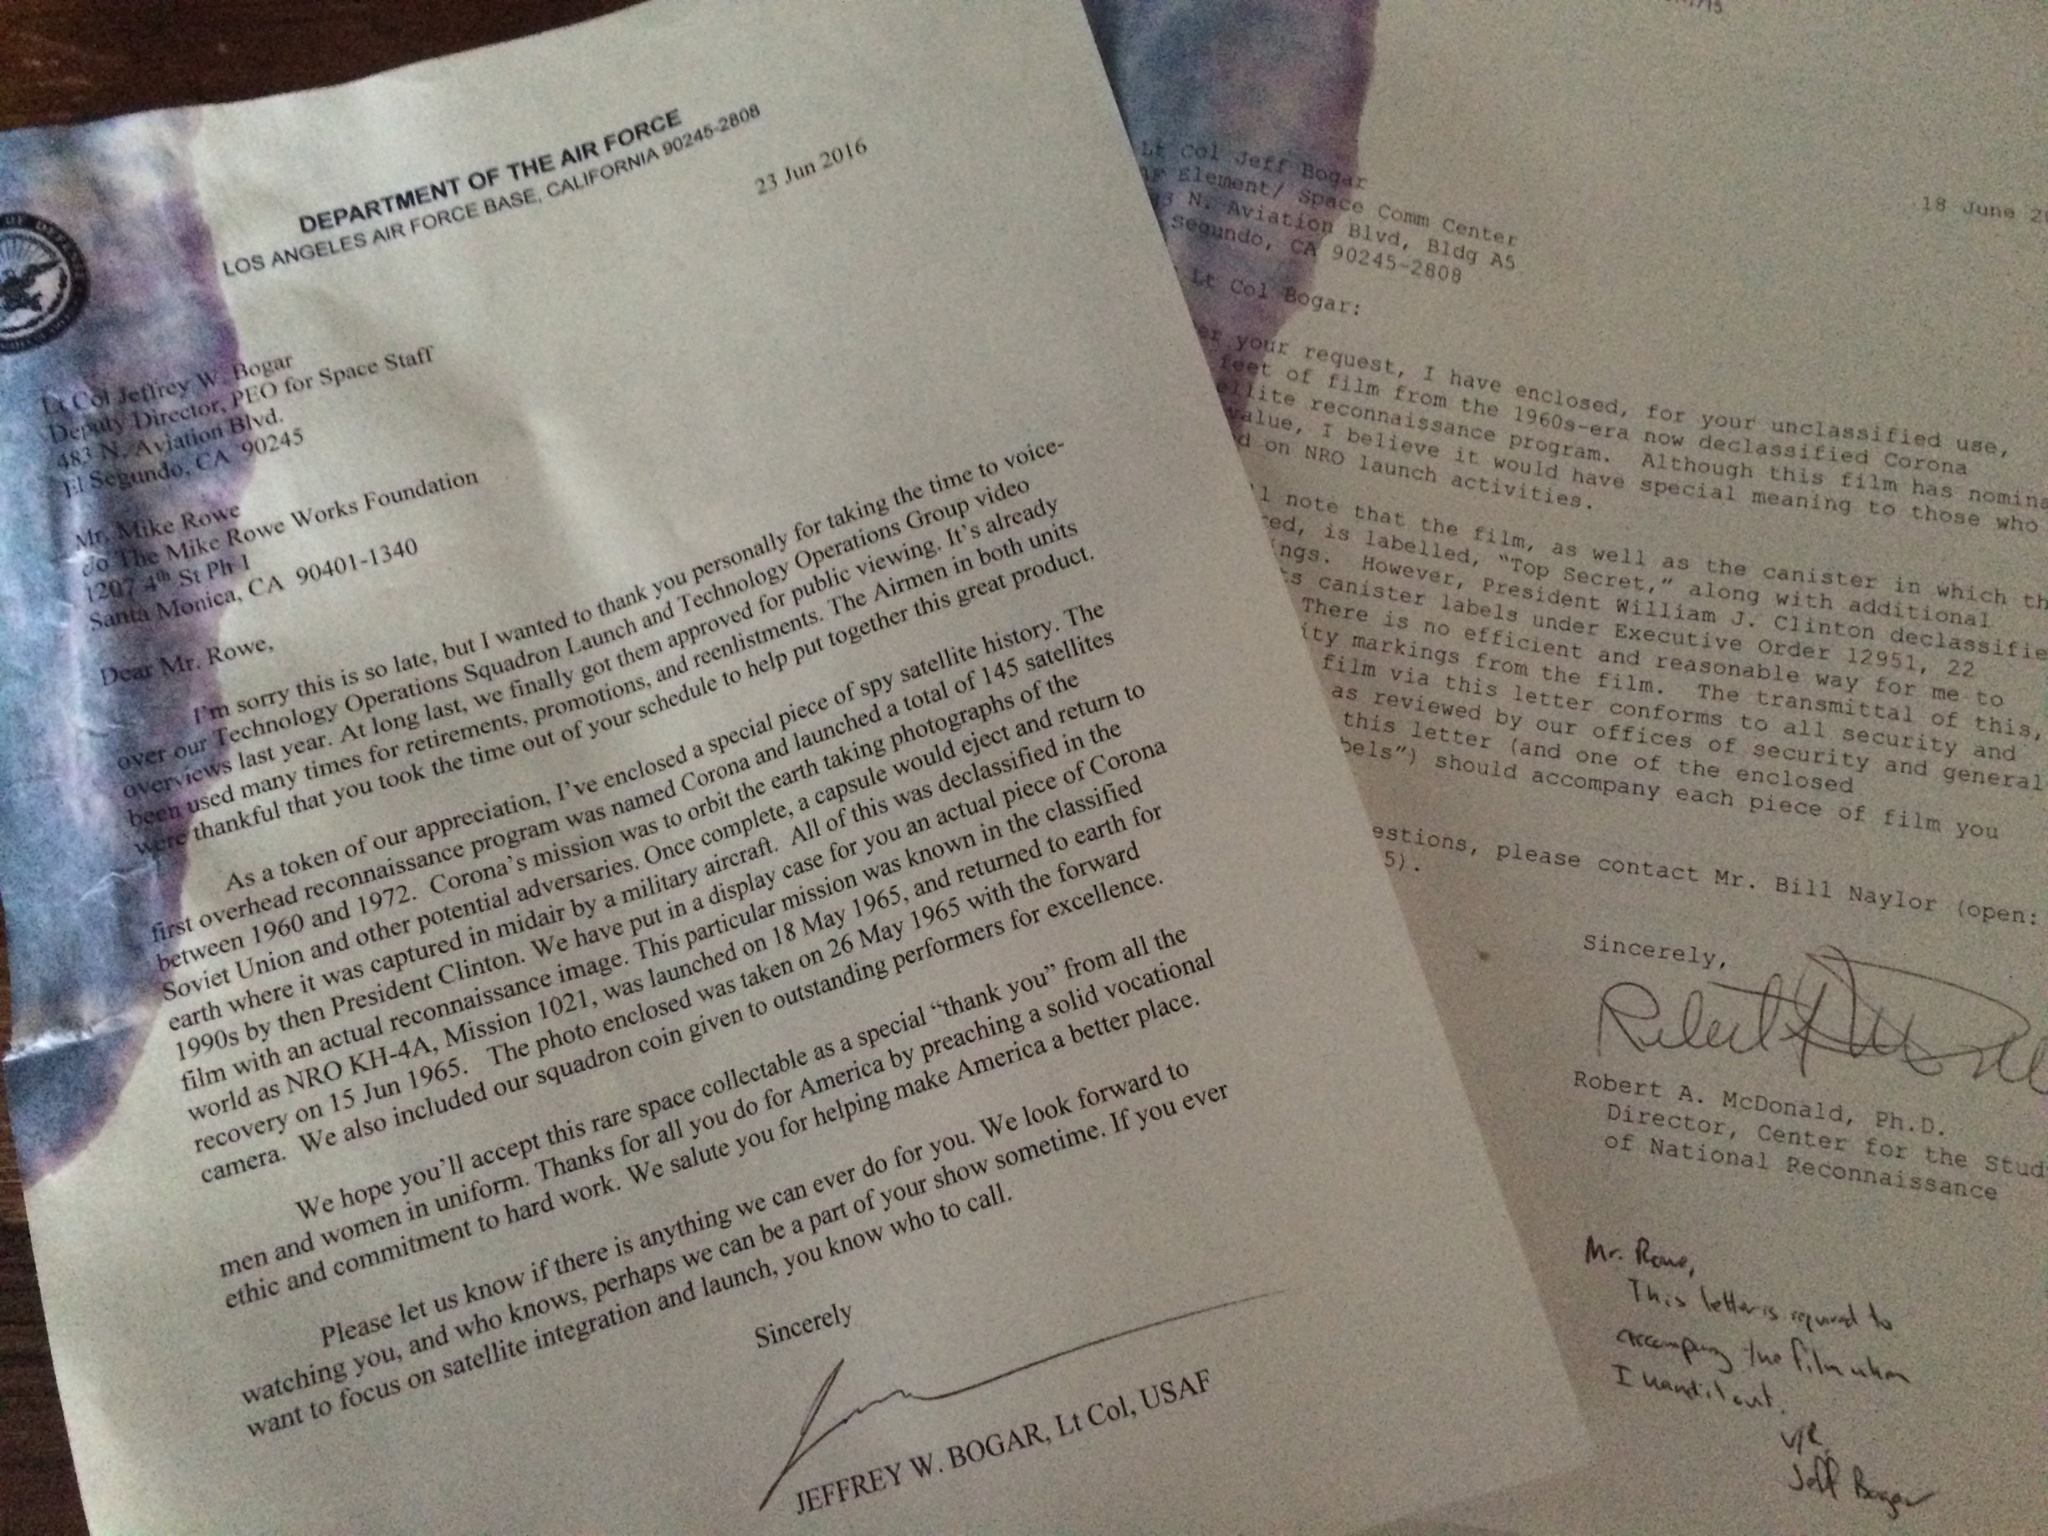 DEPARTMENT OF THE AIR FORCE
LOS ANGELES AIR FORCE BASE, CALIFORNIA 90245-2808
23 Jun 2016
Lt Col Jeffrey W. Bogar
Deputy Director, PEO for Space Staff
483 N. Aviation Blvd.
El Segundo, CA 90245
Mr. Mike Rowe
c/o The Mike Rowe Works Foundation
1207 4th St Ph 1
Santa Monica, CA 90401-1340
Dear Mr. Rowe,
I'm sorry this is so late, but I wanted to thank you personally for taking the time to voice-
over our Technology Operations Squadron Launch and Technology Operations Group video
overviews last year. At long last, we finally got them approved for public viewing. It's already
been used many times for retirements, promotions, and reenlistments. The Airmen in both units
were thankful that you took the time out of your schedule to help put together this great product.
As a token of our appreciation, I've enclosed a special piece of spy satellite history. The
first overhead reconnaissance program was named Corona and launched a total of 145 satellites
between 1960 and 1972. Corona's mission was to orbit the earth taking photographs of the
Soviet Union and other potential adversaries. Once complete, a capsule would eject and return to
earth where it was captured in midair by a military aircraft. All of this was declassified in the
1990s by then President Clinton. We have put in a display case for you an actual piece of Corona
film with an actual reconnaissance image. This particular mission was known in the classified
world as NRO KH-4A, Mission 1021, was launched on 18 May 1965, and returned to earth for
recovery on 15 Jun 1965. The photo enclosed was taken on 26 May 1965 with the forward
camera. We also included our squadron coin given to outstanding performers for excellence.
We hope you'll accept this rare space collectable as a special "thank you" from all the
men and women in uniform. Thanks for all you do for America by preaching a solid vocational
ethic and commitment to hard work. We salute you for helping make America a better place.
Please let us know if there is anything we can ever do for you. We look forward to
watching you, and who knows, perhaps we can be a part of your show sometime. If you ever
want to focus on satellite integration and launch, you know who to call.
Sincerely
JEFFREY W. BOGAR, Lt Col, USAF
18 June
Lt Col Jeff Bogar
Element/ Space Comm Center
N. Aviation Blvd, Bldg A5
Segundo, CA 90245-2808
Lt Col Bogar:
your request, I have enclosed, for your unclassified use,
feet of film from the 1960s-era now declassified Corona
reconnaissance program. Although this film has
value, I believe it would have special meaning to those who
on NRO launch activities.
note that the film, as well as the canister in which
is labelled, "Top Secret," along with additional
However, President William J. Clinton
canister labels under Executive Order 12951, 22
There is no efficient and reasonable way for me to
markings from the film. The transmittal of this,
film via this letter conforms to all security and
as reviewed by our offices of security and general
this letter (and one of the enclosed
") should accompany each piece of film you
please contact Mr. Bill Naylor (open:
5).
Sincerely,
Robert A. McDonald, Ph.D.
Director, Center for the
of National Reconnaissance
Mr. Rowe,
This letter is required to
accompany the film when
I hand it out.
V/R
Jeff Bogar